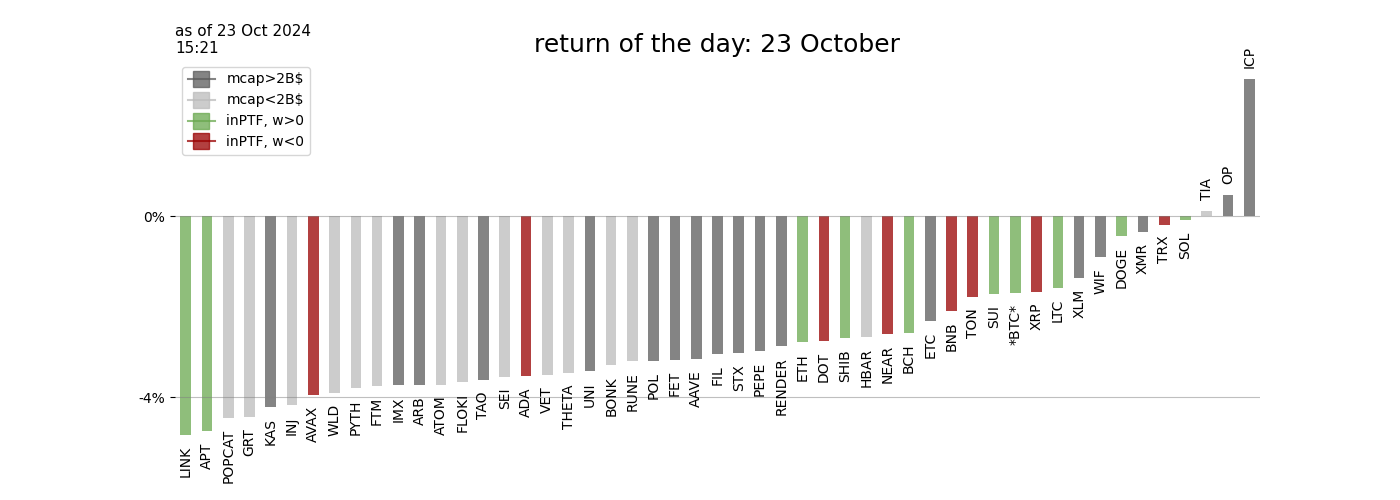 as of 23 Oct 2024
15:21
return of the day: 23 October
mcap>2B$
mcap<2B$
inPTF, w>0
inPTF, w<0
0%
-4%
LINK
APT
POPCAT
GRT
KAS
INJ
AVAX
WLD
PYTH
FTM
IMX
ARB
ATOM
FLOKI
TAO
SEI
ADA
VET
THETA
UNI
BONK
RUNE
POL
FET
AAVE
FIL
STX
PEPE
RENDER
ETH
DOT
SHIB
HBAR
NEAR
BCH
ETC
BNB
TON
SUI
*BTC*
XRP
LTC
XLM
WIF
DOGE
XMR
TRX
SOL
TIA
OP
ICP